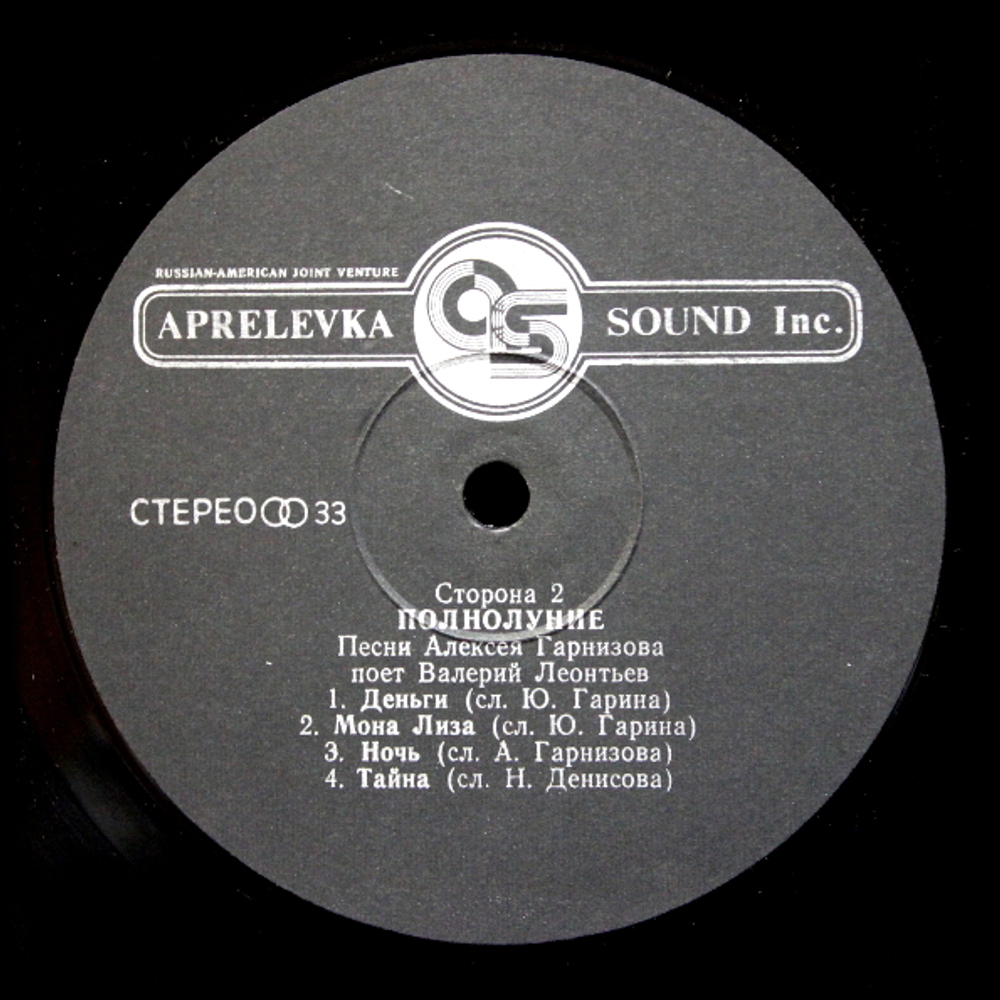 RUSSIAN-AMERICAN JOINT VENTURE
APRELEVKA SOUND Inc.
СТЕРЕО 33
Сторона 2
ПОЛНОЛУНИЕ
Песни Алексея Гарнизова
поет Валерий Леонтьев
1. Деньги (сл. Ю. Гарина)
2. Мона Лиза (сл. Ю. Гарина)
3. Ночь (сл. А. Гарнизова)
4. Тайна (сл. Н. Денисова)